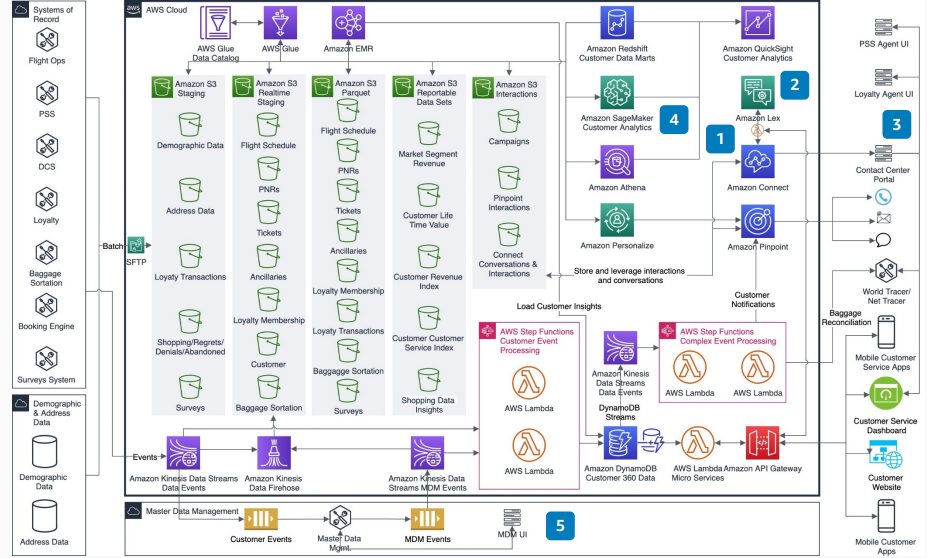 Systems of
Record
Flight Ops
PSS
DCS
Loyalty
Baggage
Sortation
Booking Engine
Surveys System
Demographic
& Address
Data
Demographic
Data
Address Data
Batch
SFTP
Events
aws
AWS Cloud
AWS Glue
Data Catalog
AWS Glue
Amazon EMR
Amazon S3
Staging
Demographic Data
Address Data
Loyaty Transactions
Shopping/Regrets/
Denials/Abandoned
Surveys
Amazon S3
Realtime
Staging
Flight Schedule
PNRs
Tickets
Ancillaries
Loyalty Membership
Customer
Baggage Sortation
Amazon S3
Parquet
Flight Schedule
PNRs
Tickets
Ancillaries
Loyalty Membership
Loyaty Transactions
Baggagge Sortation
Surveys
Amazon S3
Reportable
Data Sets
Market Segment
Revenue
Customer Life
Time Value
Customer Revenue
Index
Customer Customer
Service Index
Shopping Data
Insights
Amazon S3
Interactions
Campaigns
Pinpoint
Interactions
Connect
Conversations &
Interactions
Amazon Redshift
Customer Data Marts
Amazon SageMaker
Customer Analytics
4
Amazon Athena
Amazon Personalize
Amazon QuickSight
Customer Analytics
2
Amazon Lex
1
Amazon Connect
Amazon Pinpoint
Store and leverage interactions
and conversations
Load Customer Insights
Customer
Notifications
Baggage
Reconciliation
AWS Step Functions
Customer Event
Processing
AWS Lambda
AWS Lambda
Amazon Kinesis
Data Streams
Data Events
DynamoDB
Streams
AWS Step Functions
Complex Event Processing
AWS Lambda
AWS Lambda
Amazon DynamoDB
Customer 360 Data
AWS Lambda
Micro Services
Amazon API Gateway
Amazon Kinesis Data Streams
Data Events
Amazon Kinesis
Data Firehose
Amazon Kinesis Data
Streams MDM Events
Master Data Management
Customer Events
Master Data
Mgmt.
MDM Events
MDM UI
5
PSS Agent UI
Loyalty Agent UI
3
Contact Center
Portal
World Tracer/
Net Tracer
Mobile Customer
Service Apps
Customer Service
Dashboard
Customer
Website
Mobile Customer
Apps